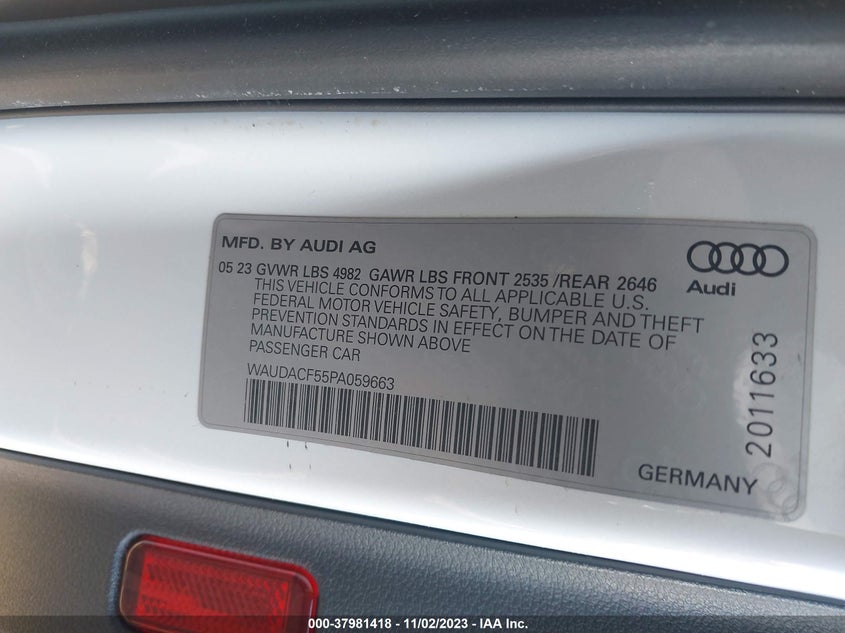 MFD. BY AUDI AG
05 23 GVWR LBS 4982 GAWR LBS FRONT 2535 /REAR 2646
THIS VEHICLE CONFORMS TO ALL APPLICABLE U.S.
FEDERAL MOTOR VEHICLE SAFETY, BUMPER AND THEFT
PREVENTION STANDARDS IN EFFECT ON THE DATE OF
MANUFACTURE SHOWN ABOVE
PASSENGER CAR
WAUDACF55PA059663
Audi
2011633
GERMANY
000-37981418 - 11/02/2023 - IAA Inc.